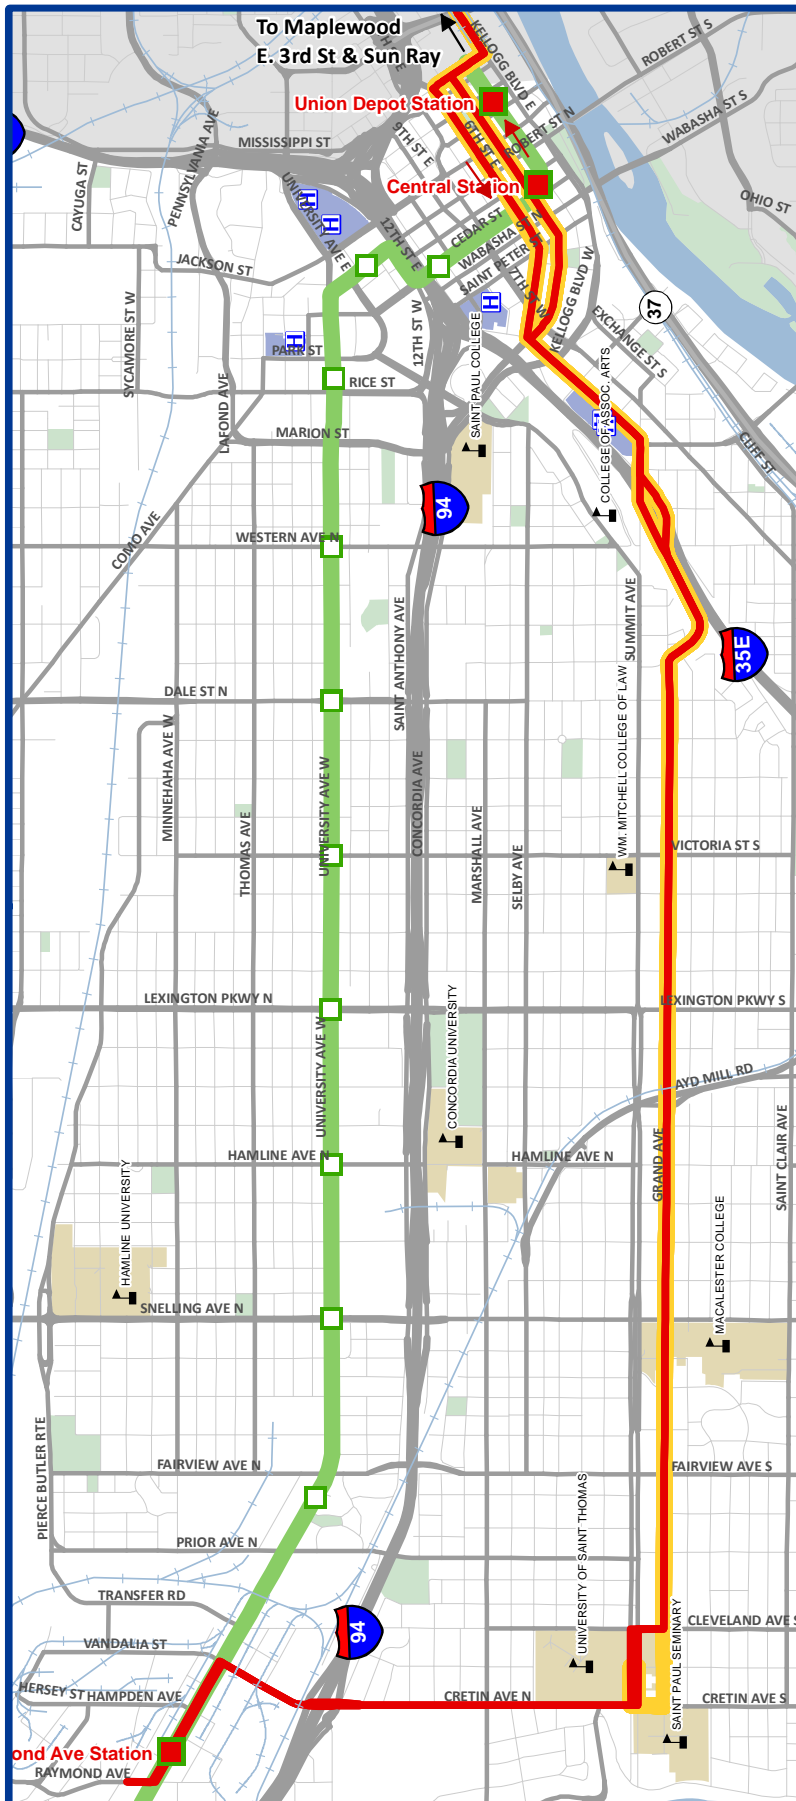 To Maplewood
E. 3rd St & Sun Ray
KELLOGG BLVD E
ROBERT ST S
WABASHA ST S
Union Depot Station
ROBERT ST N
PENNSYLVANIA AVE
MISSISSIPPI ST
9TH ST E
6TH ST E
CAYUGA ST
H
H
UNIVERSITY AVE E
Central Station
OHIO ST
12TH ST E
CEDAR ST
WABASHA ST N
SAINT PETER ST
JACKSON ST
7TH ST W
KELLOGG BLVD W
37
H
SYCAMORE ST W
EXCHANGE ST S
12TH ST W
H
PARK ST
SAINT PAUL COLLEGE
COLLEGE OF ASSOC. ARTS
RICE ST
LAFOND AVE
MARION ST
CLIFF ST
94
COMO AVE
WESTERN AVE N
SAINT ANTHONY AVE
SUMMIT AVE
35E
DALE ST N
MINNEHAHA AVE W
WM. MITCHELL COLLEGE OF LAW
UNIVERSITY AVE W
CONCORDIA AVE
THOMAS AVE
MARSHALL AVE
SELBY AVE
VICTORIA ST S
LEXINGTON PKWY N
LEXINGTON PKWY S
CONCORDIA UNIVERSITY
UNIVERSITY AVE W
AYD MILL RD
HAMLINE AVE N
HAMLINE AVE N
GRAND AVE
SAINT CLAIR AVE
HAMLINE UNIVERSITY
MACALESTER COLLEGE
SNELLING AVE N
PIERCE BUTLER RTE
FAIRVIEW AVE N
FAIRVIEW AVE S
UNIVERSITY OF SAINT THOMAS
PRIOR AVE N
TRANSFER RD
94
SAINT PAUL SEMINARY
CLEVELAND AVE S
VANDALIA ST
HERSEY ST
HAMPDEN AVE
CRETIN AVE N
CRETIN AVE S
ond Ave Station
RAYMOND AVE